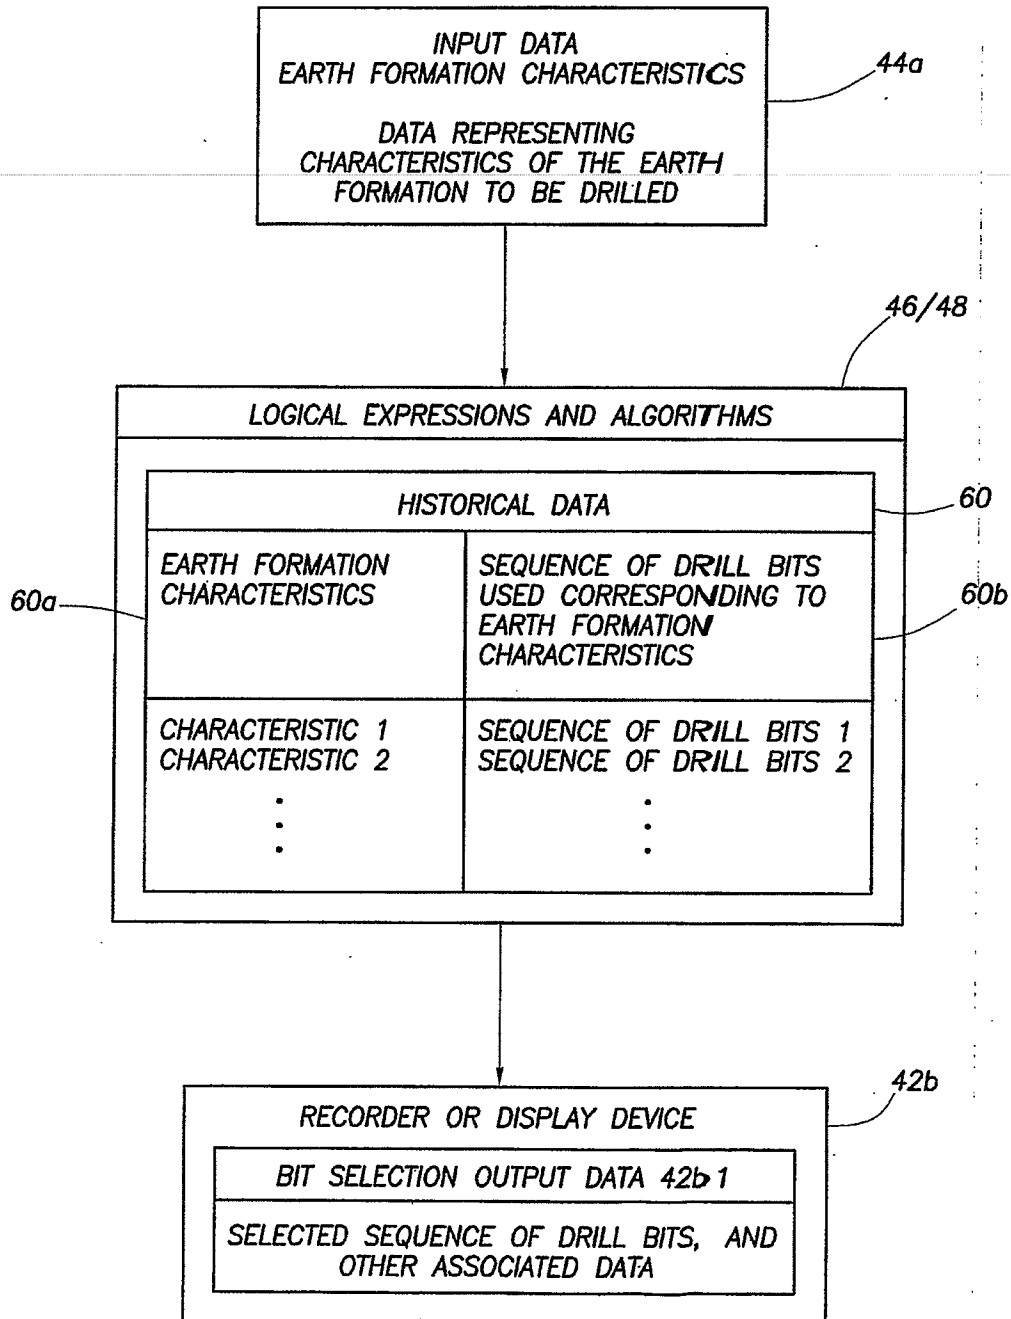 INPUT DATA
EARTH FORMATION CHARACTERISTICS
DATA REPRESENTING
CHARACTERISTICS OF THE EARTH
FORMATION TO BE DRILLED
44a
46/48
LOGICAL EXPRESSIONS AND ALGORITHMS
HISTORICAL DATA
60
60a
EARTH FORMATION
CHARACTERISTICS
SEQUENCE OF DRILL BITS
USED CORRESPONDING TO
EARTH FORMATION
CHARACTERISTICS
60b
CHARACTERISTIC 1
CHARACTERISTIC 2
SEQUENCE OF DRILL BITS 1
SEQUENCE OF DRILL BITS 2
42b
RECORDER OR DISPLAY DEVICE
BIT SELECTION OUTPUT DATA 42b1
SELECTED SEQUENCE OF DRILL BITS, AND
OTHER ASSOCIATED DATA